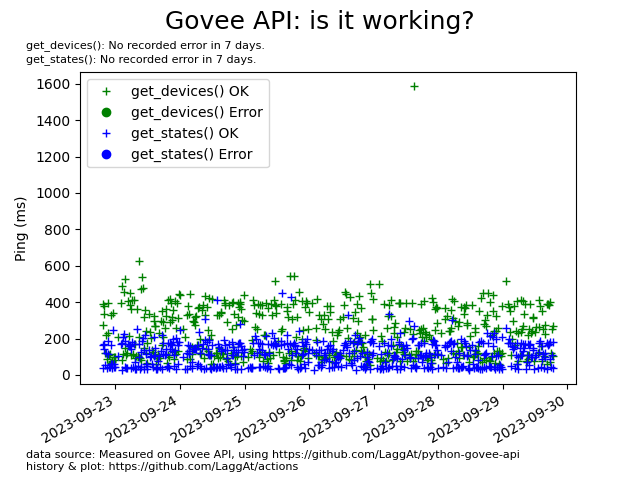 Govee API: is it working?
get_devices(): No recorded error in 7 days.
get_states(): No recorded error in 7 days.
get_devices() OK
get_devices() Error
get_states() OK
get_states() Error
Ping (ms)
1600
1400
1200
1000
800
600
400
200
0
2023-09-23
2023-09-24
2023-09-25
2023-09-26
2023-09-27
2023-09-28
2023-09-29
2023-09-30
data source: Measured on Govee API, using https://github.com/LaggAt/python-govee-api
history & plot: https://github.com/LaggAt/actions